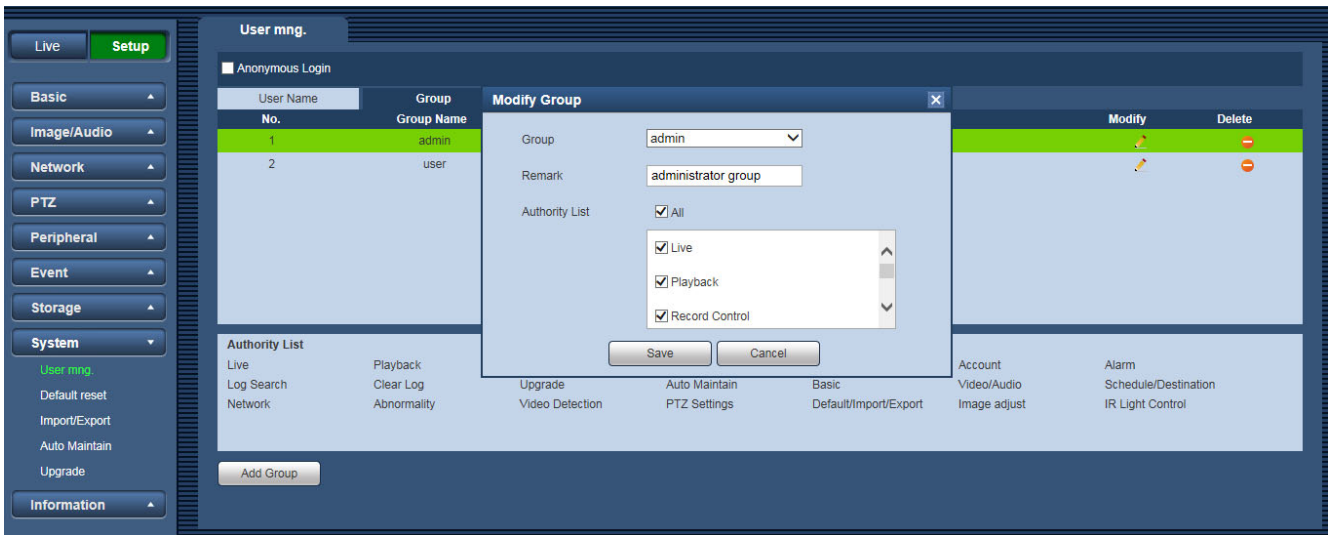 User mng.
Live Setup
Anonymous Login
Basic
User Name Group
Modify Group
No. Group Name Modify Delete
Image/Audio
1 admin
Group admin
Network
2 user
Remark administrator group
PTZ
Authority List All
Peripheral
Live
Event
Playback
Storage
Record Control
System
Authority List
Save Cancel
User mng.
Live Playback Account Alarm
Default reset
Log Search Clear Log Upgrade Auto Maintain Basic Video/Audio Schedule/Destination
Network Abnormality Video Detection PTZ Settings Default/Import/Export Image adjust IR Light Control
Import/Export
Auto Maintain
Upgrade
Add Group
Information